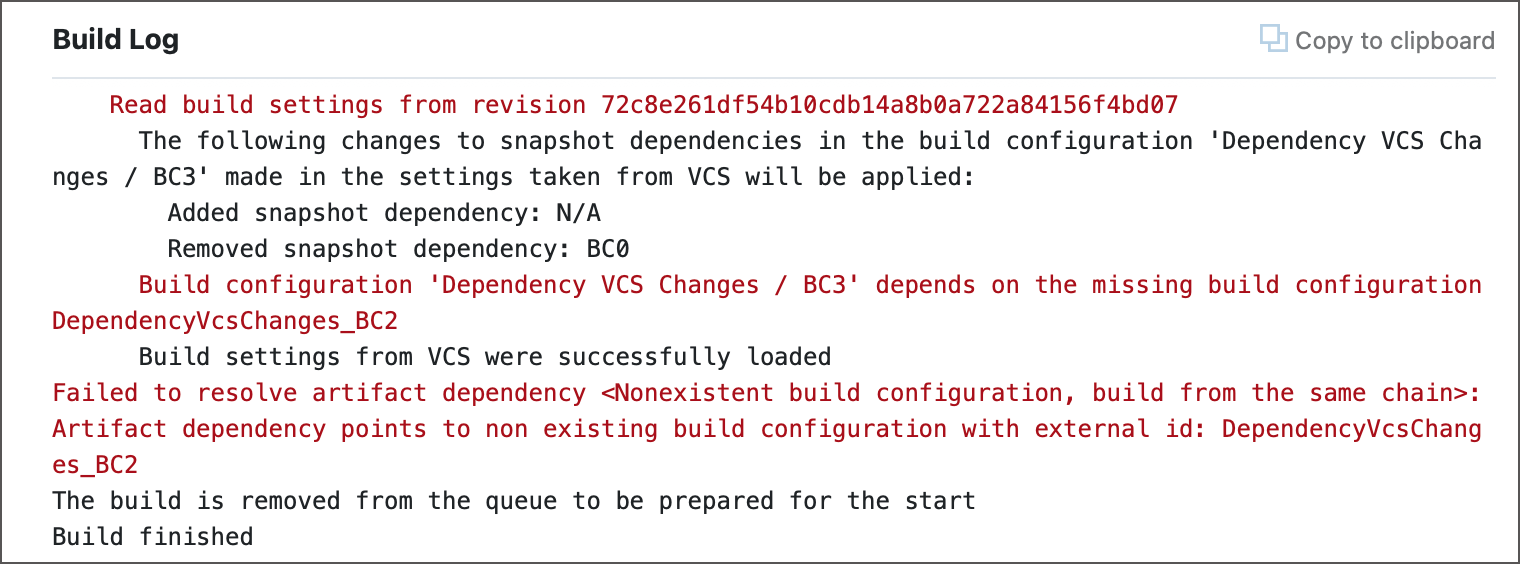 Build Log
Copy to clipboard
Read build settings from revision 72c8e261df54b10cdb14a8b0a722a84156f4bd07
The following changes to snapshot dependencies in the build configuration 'Dependency VCS Cha
nges / BC3' made in the settings taken from VCS will be applied:
Added snapshot dependency: N/A
Removed snapshot dependency: BC0
Build configuration 'Dependency VCS Changes / BC3' depends on the missing build configuration
DependencyVcsChanges_BC2
Build settings from VCS were successfully loaded
Failed to resolve artifact dependency <Nonexistent build configuration, build from the same chain>:
Artifact dependency points to non existing build configuration with external id: DependencyVcsChang
es_BC2
The build is removed from the queue to be prepared for the start
Build finished